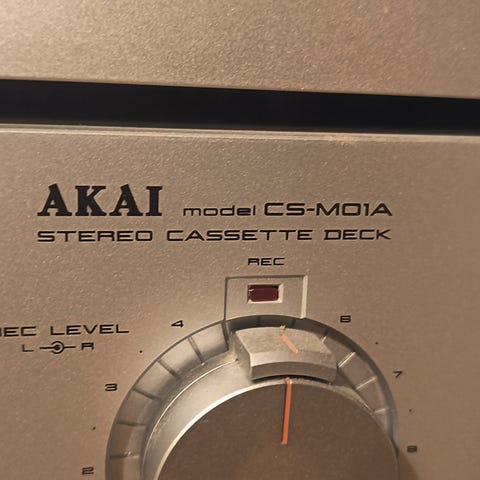 AKAI model CS-M01A
STEREO CASSETTE DECK
REC
REC LEVEL
L R
4
6
3
7
2
8